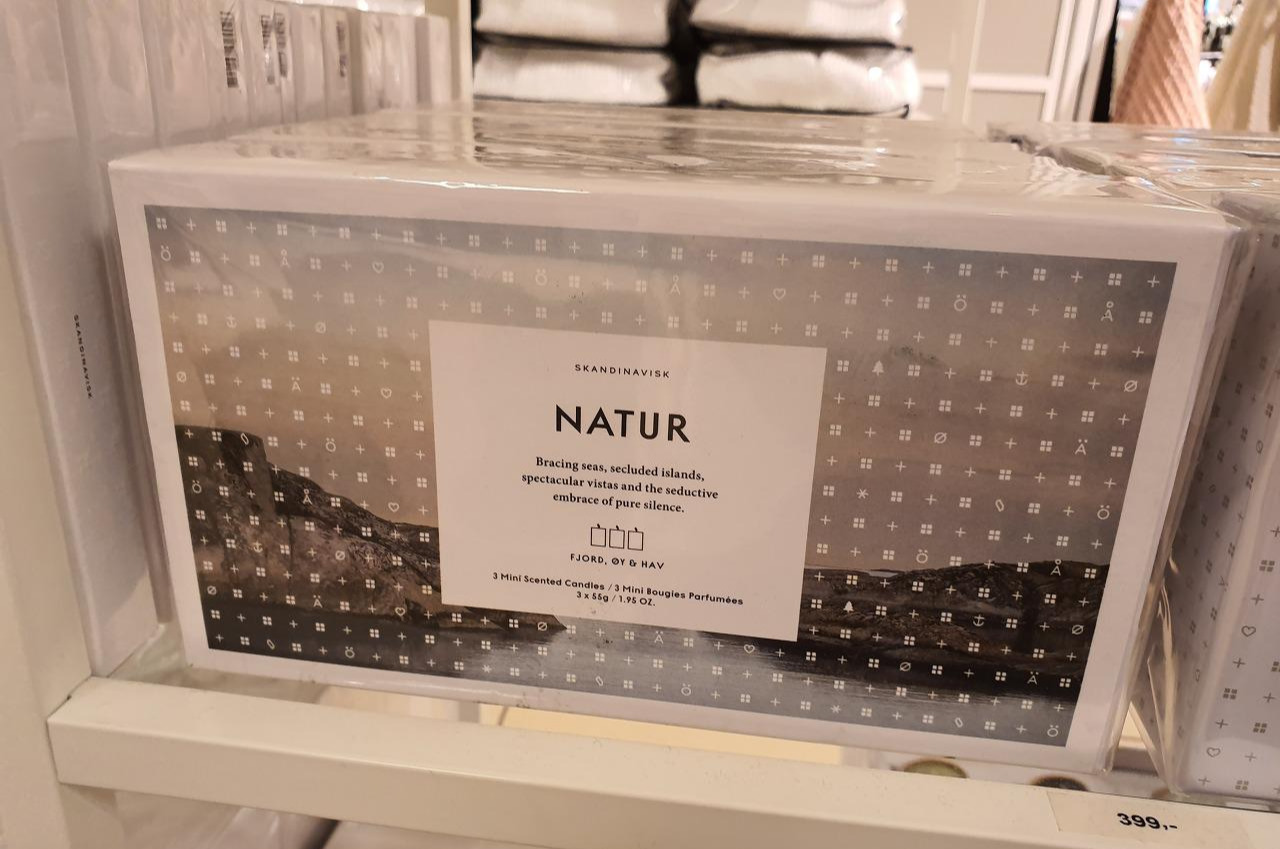 SKANDINAVISK
SKANDINAVISK
NATUR
Bracing seas, secluded islands,
spectacular vistas and the seductive
embrace of pure silence.
FJORD, ØY & HAV
3 Mini Scented Candles / 3 Mini Bougies Parfumées
3 x 55g / 1.95 OZ.
399,-